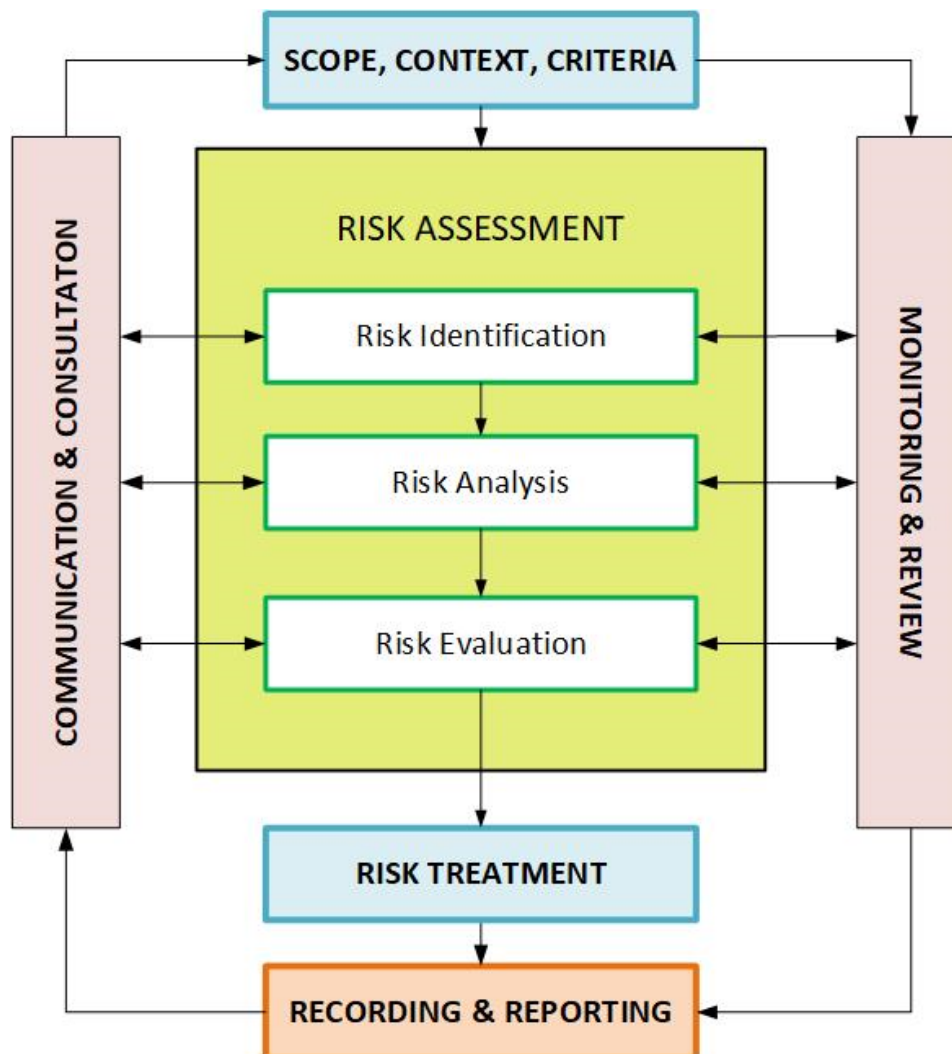 SCOPE, CONTEXT, CRITERIA
RISK ASSESSMENT
Risk Identification
Risk Analysis
Risk Evaluation
COMMUNICATION & CONSULTATON
MONITORING & REVIEW
RISK TREATMENT
RECORDING & REPORTING